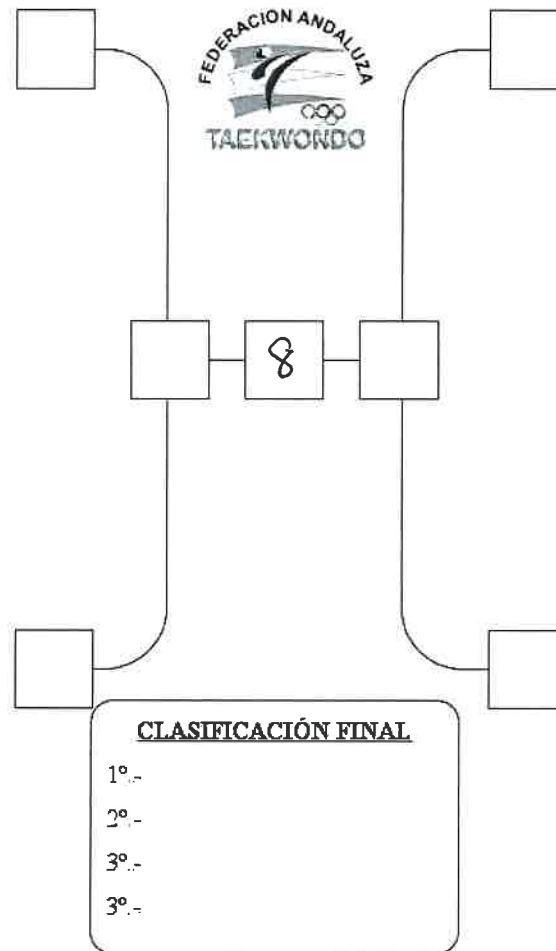 FEDERACION ANDALUZA
TAEKWONDO
8
CLASIFICACIÓN FINAL
1º.-
2º.-
3º.-
3º.-